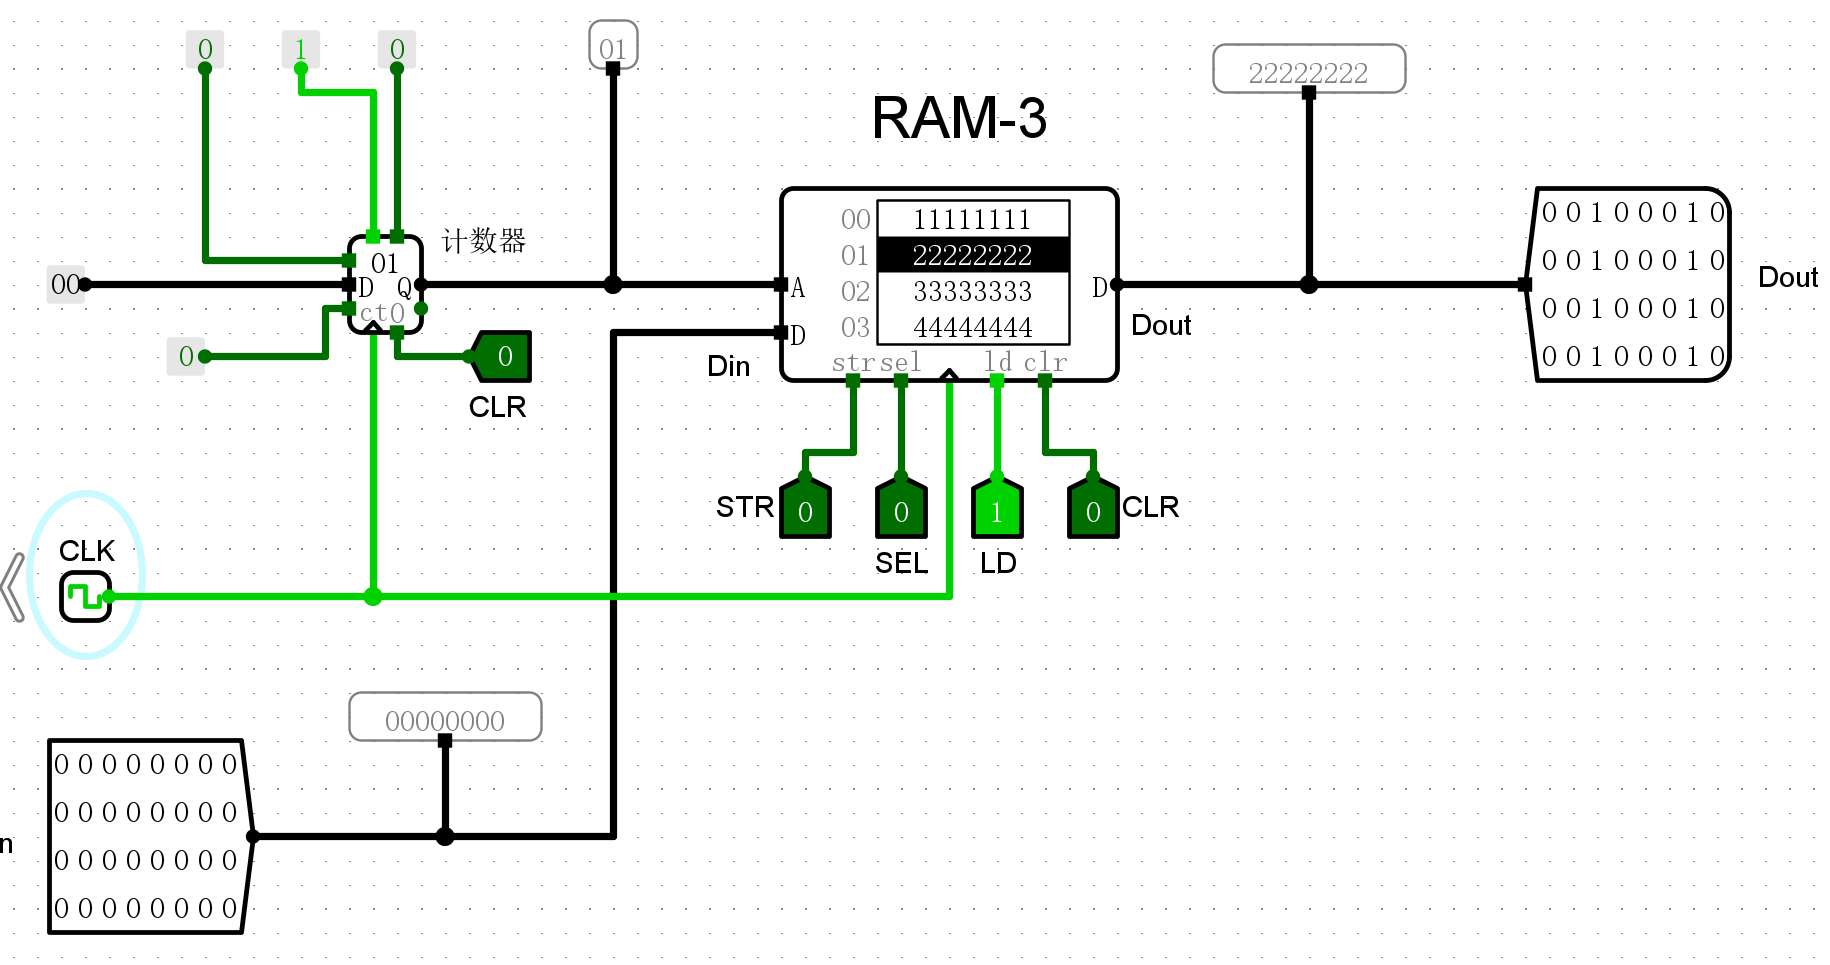 0 1 0
01
22222222
RAM-3
计数器
01
00
D Q
ct0
0
0
CLR
A
D
00 11111111
01 22222222
02 33333333
03 44444444
D
str sel ld clr
Din
Dout
0 0 1 0 0 0 1 0
0 0 1 0 0 0 1 0
0 0 1 0 0 0 1 0
0 0 1 0 0 0 1 0
Dout
STR 0 0 1 0 CLR
SEL LD
CLK
00000000
0 0 0 0 0 0 0 0
0 0 0 0 0 0 0 0
0 0 0 0 0 0 0 0
0 0 0 0 0 0 0 0
n